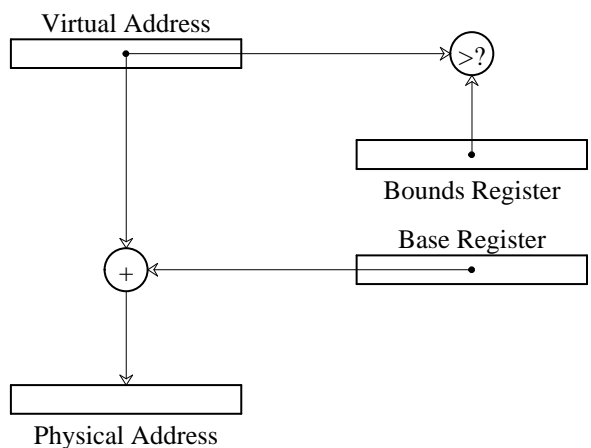 Virtual Address
>?
Bounds Register
Base Register
+
Physical Address